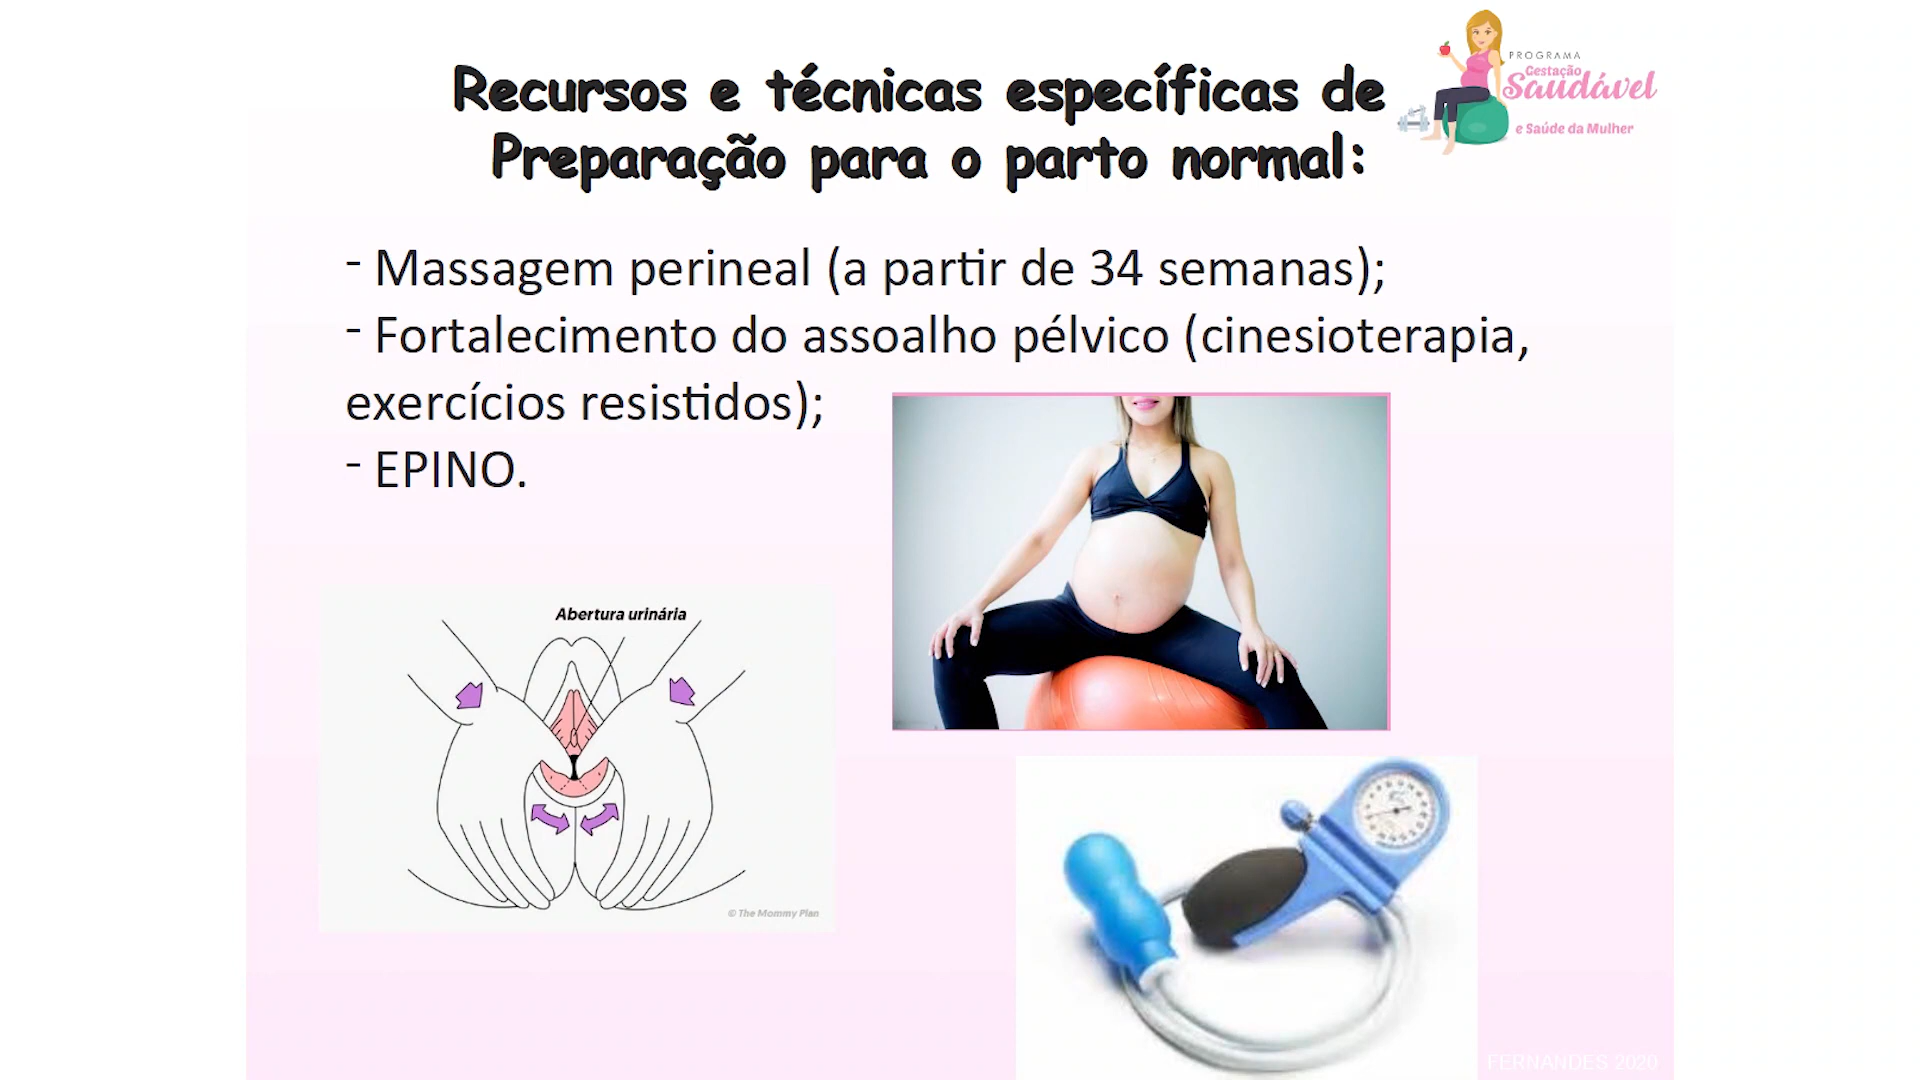 PROGRAMA
Gestação
Saudável
e Saúde da Mulher
Recursos e técnicas específicas de
Preparação para o parto normal:
- Massagem perineal (a partir de 34 semanas);
- Fortalecimento do assoalho pélvico (cinesioterapia,
exercícios resistidos);
- EPINO.
Abertura urinária
© The Mommy Plan
FERNANDES 2020